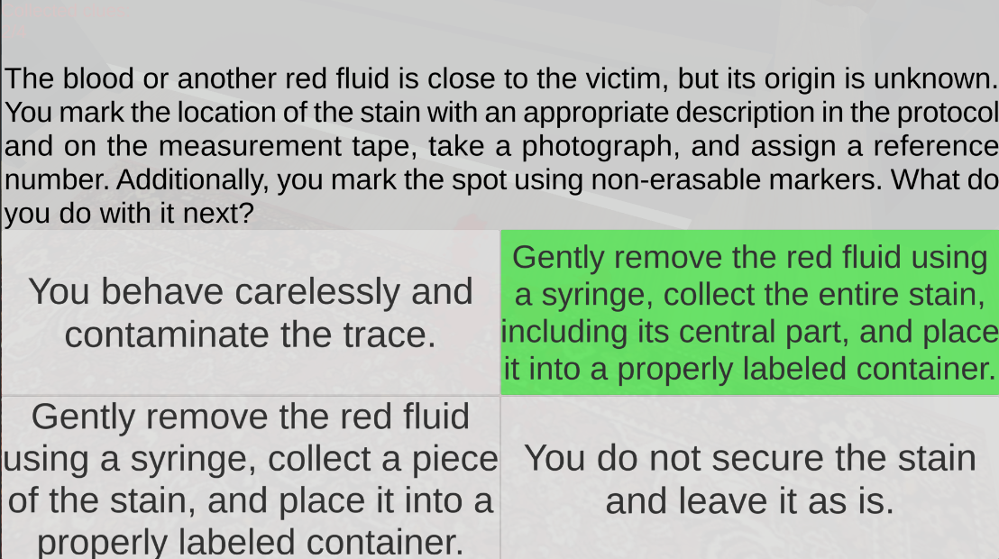 The blood or another red fluid is close to the victim, but its origin is unknown.
You mark the location of the stain with an appropriate description in the protocol
and on the measurement tape, take a photograph, and assign a reference
number. Additionally, you mark the spot using non-erasable markers. What do
you do with it next?
You behave carelessly and
contaminate the trace.
Gently remove the red fluid using
a syringe, collect the entire stain,
including its central part, and place
it into a properly labeled container.
Gently remove the red fluid
using a syringe, collect a piece
of the stain, and place it into a
properly labeled container.
You do not secure the stain
and leave it as is.